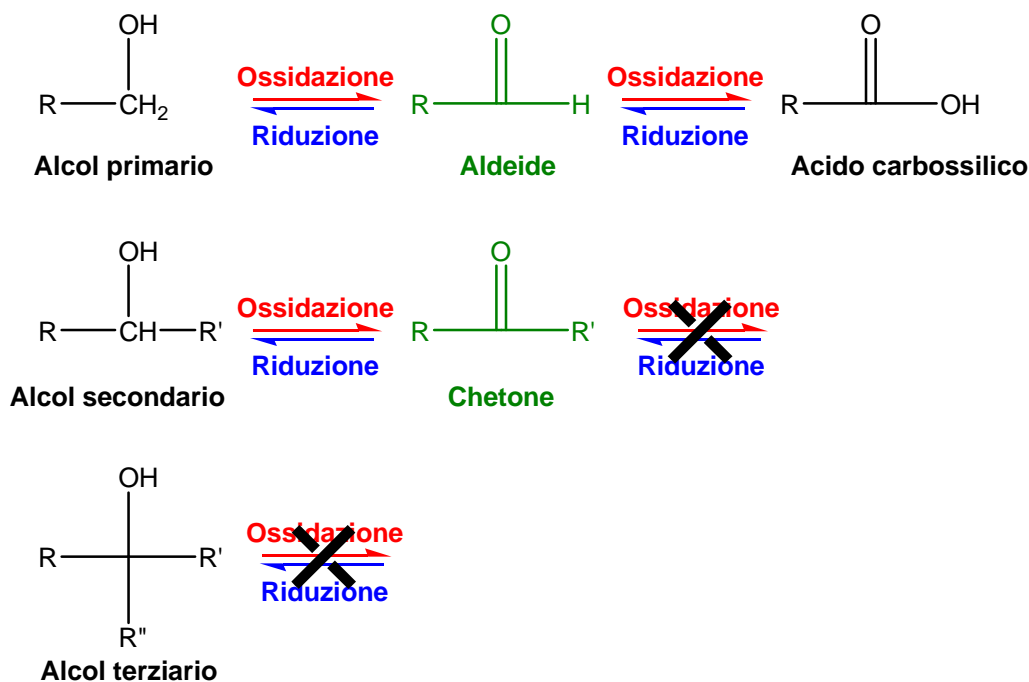 OH
O
O
R
CH2
Ossidazione
Riduzione
R
H
Ossidazione
Riduzione
R
OH
Alcol primario
Aldeide
Acido carbossilico
OH
O
R
CH
R'
Ossidazione
Riduzione
R
R'
Ossidazione
Riduzione
Alcol secondario
Chetone
OH
R
R'
Ossidazione
Riduzione
R"
Alcol terziario